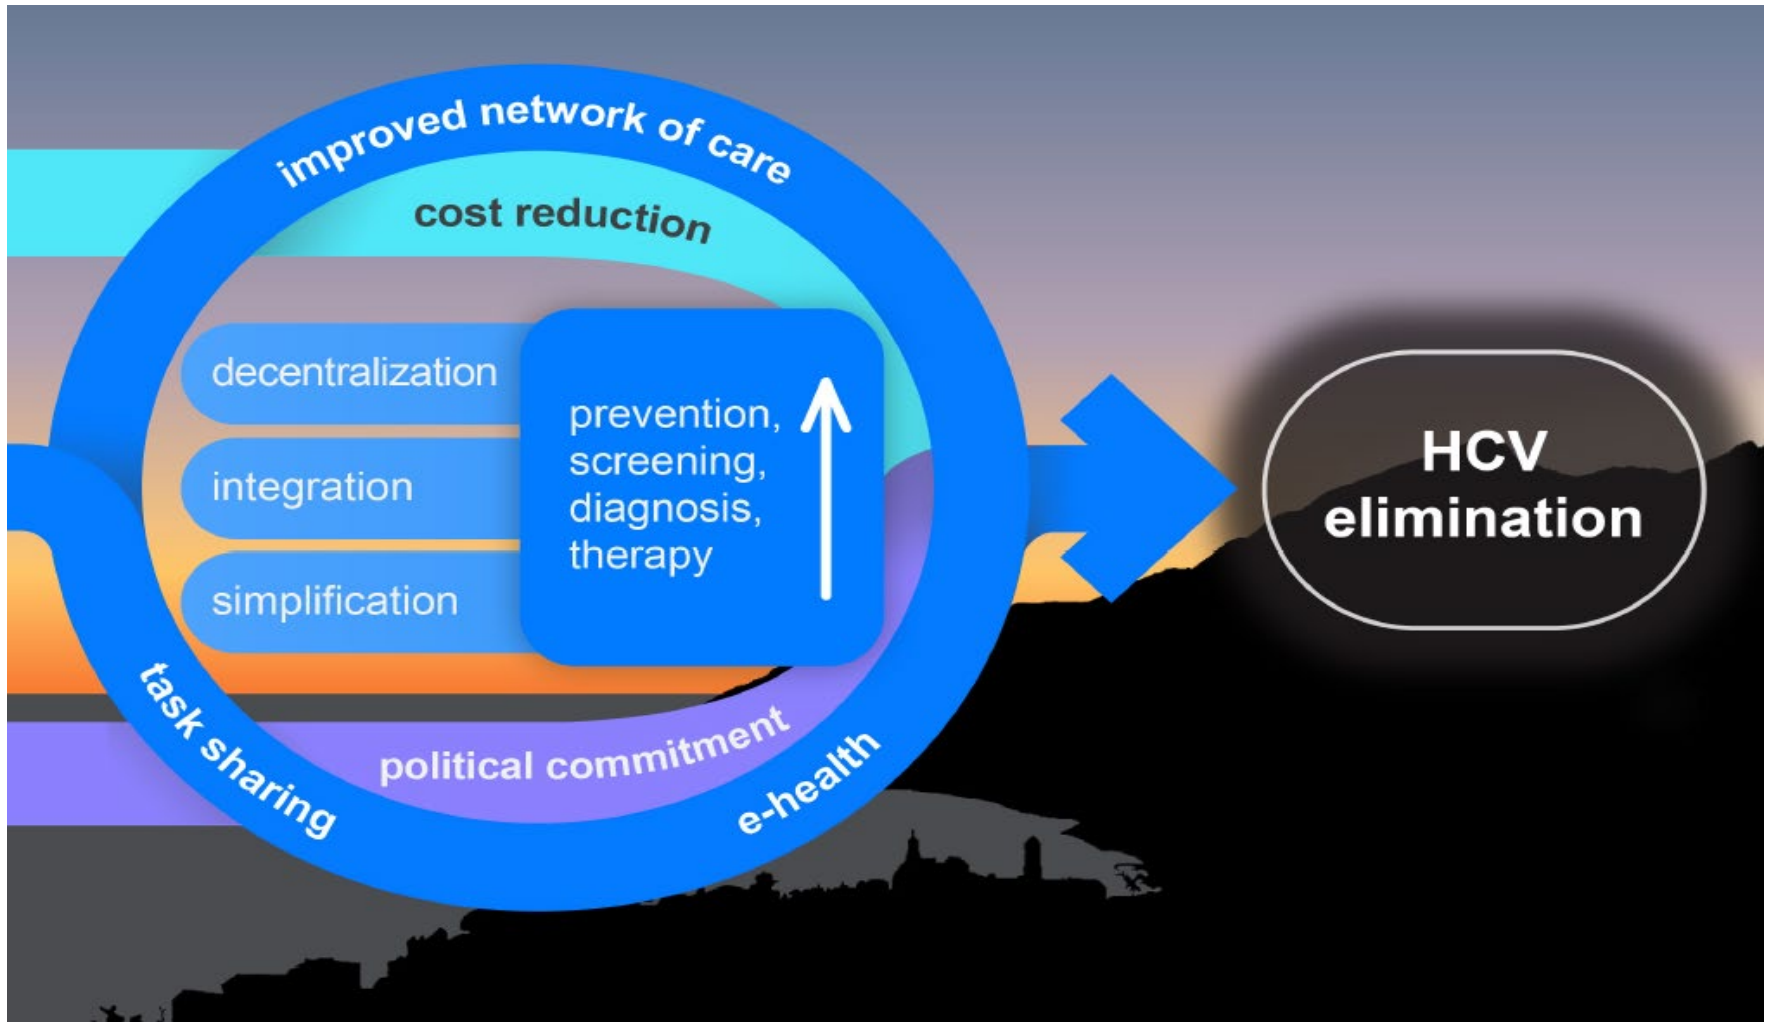 improved network of care
cost reduction
decentralization
integration
simplification
prevention,
screening,
diagnosis,
therapy
HCV
elimination
task sharing
political commitment
e-health